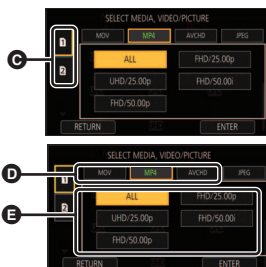 SELECT MEDIA, VIDEO/PICTURE
MOV MP4 AVCHD JPEG
C
1
ALL FHD/25.00p
2
UHD/25.00p FHD/50.00i
FHD/50.00p
RETURN ENTER
SELECT MEDIA, VIDEO/PICTURE
D
MOV MP4 AVCHD JPEG
1
ALL FHD/25.00p
2
E
UHD/25.00p FHD/50.00i
FHD/50.00p
RETURN ENTER